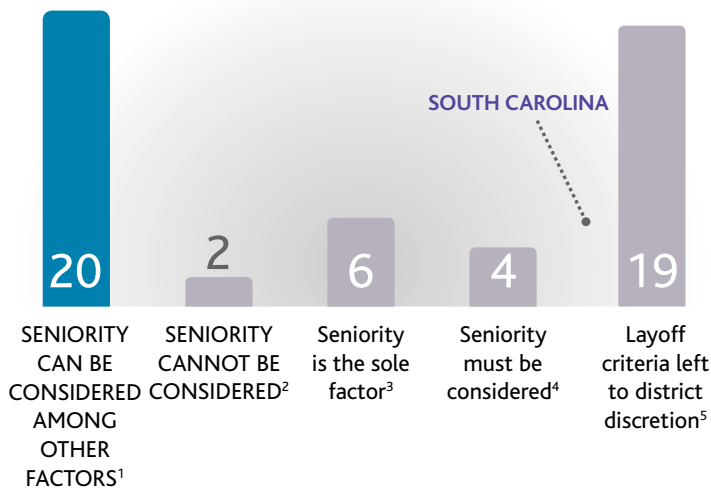 SOUTH CAROLINA
20
2
6
4
19
SENIORITY
CAN BE
CONSIDERED
AMONG
OTHER
FACTORS¹
SENIORITY
CANNOT BE
CONSIDERED²
Seniority
is the sole
factor³
Seniority
must be
considered⁴
Layoff
criteria left
to district
discretion⁵